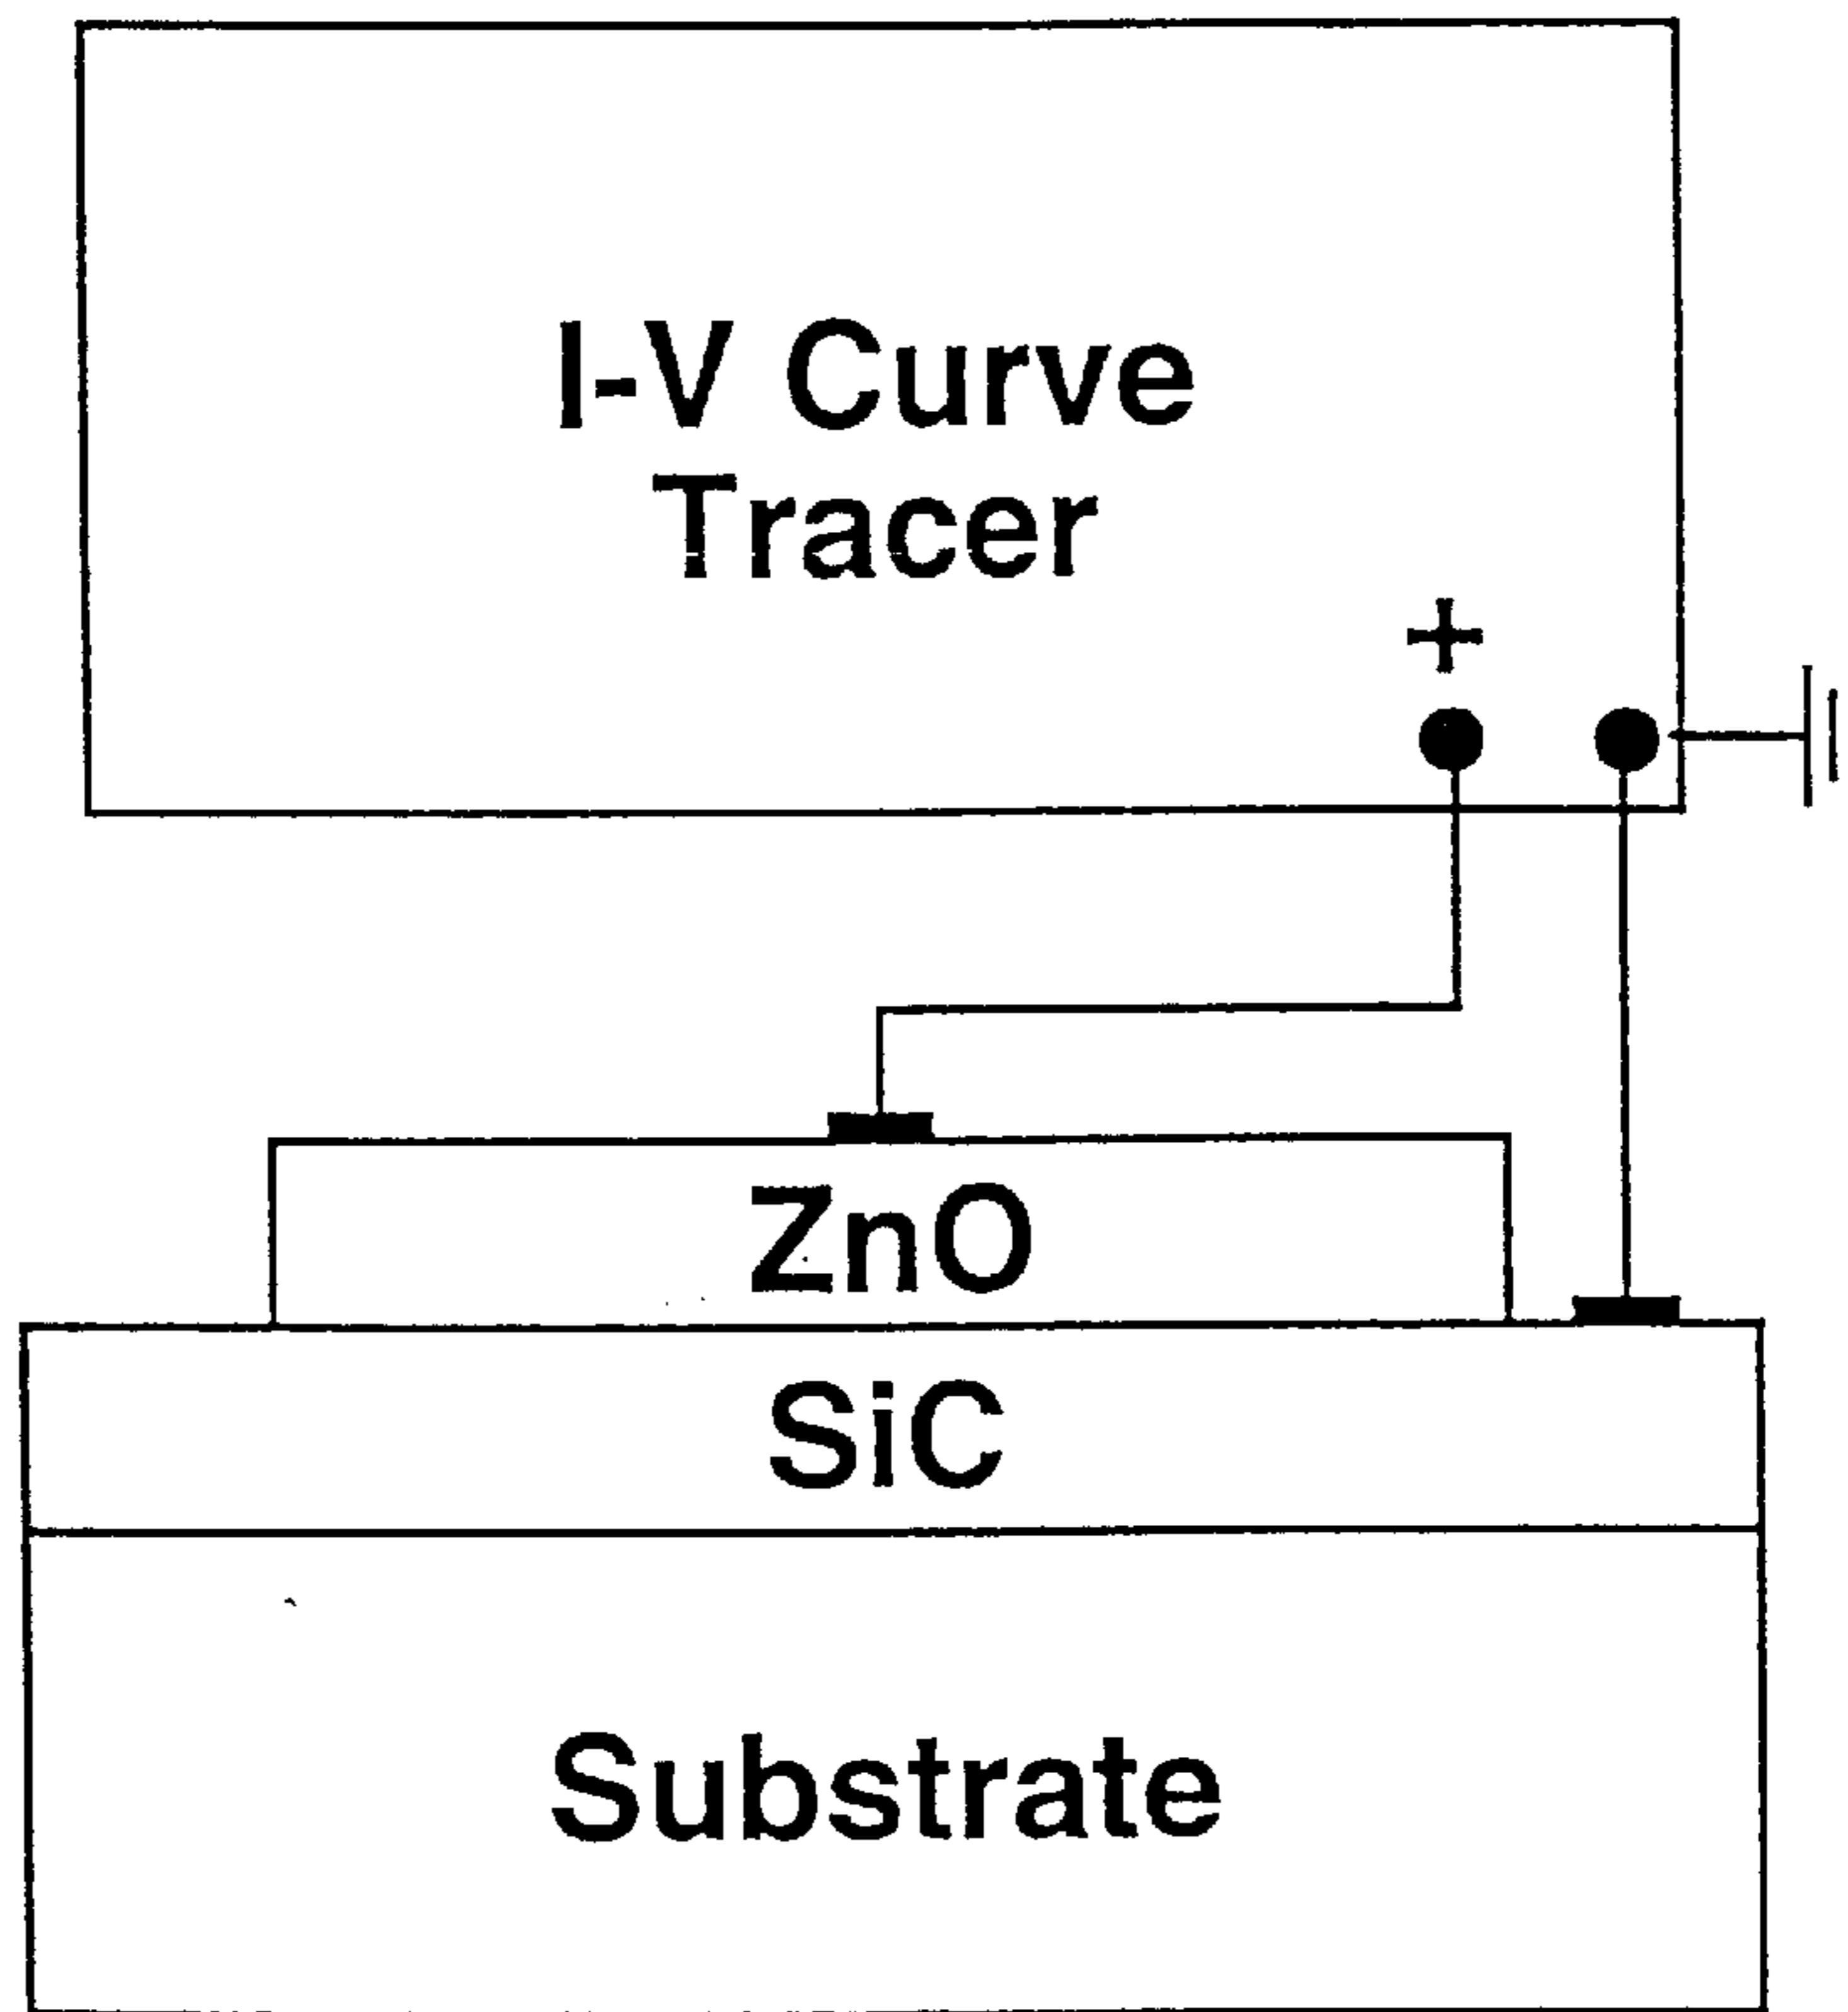 I-V Curve
Tracer
+
ZnO
SiC
Substrate